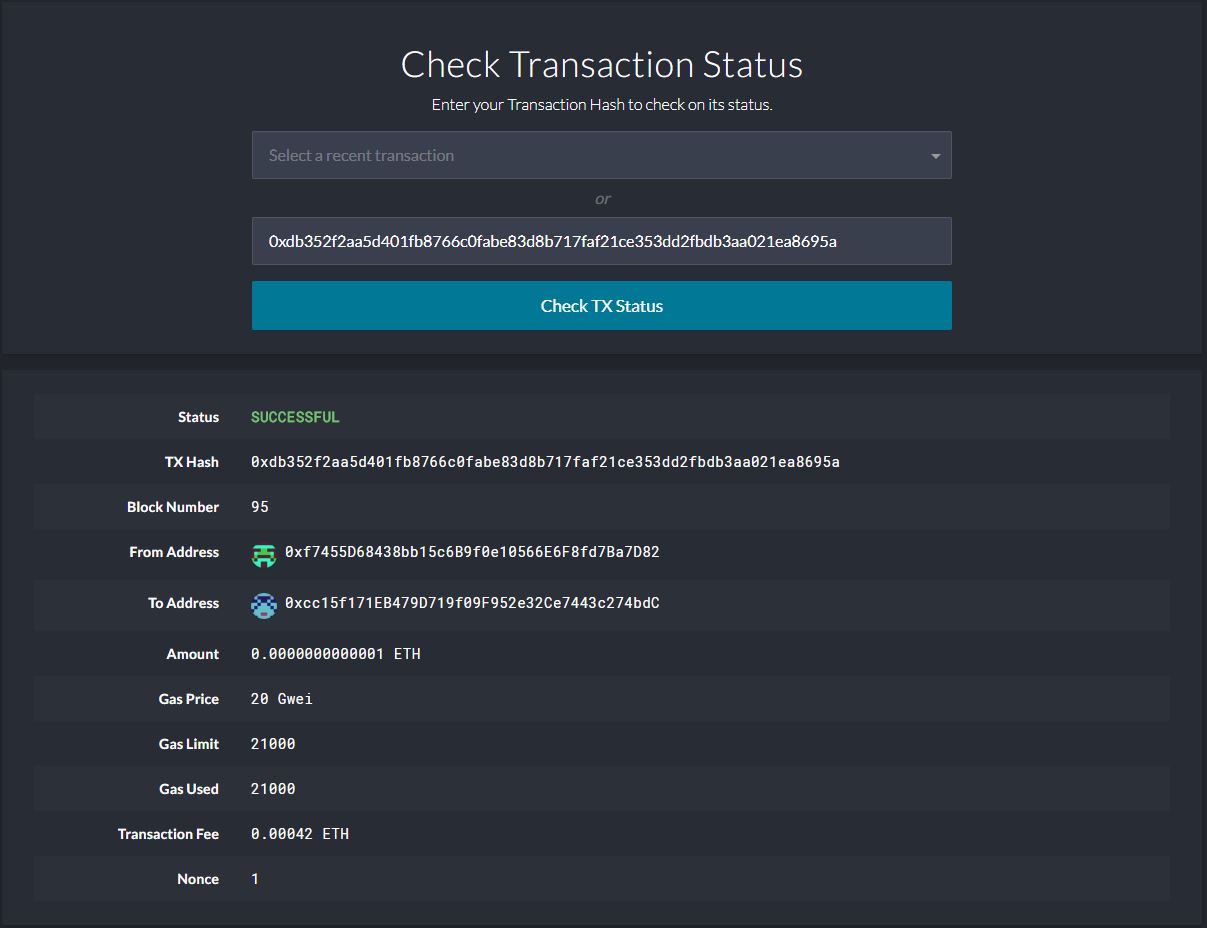 Check Transaction Status
Enter your Transaction Hash to check on its status.
Select a recent transaction
or
0xdb352f2aa5d401fb8766c0fabe83d8b717faf21ce353dd2fbdb3aa021ea8695a
Check TX Status
Status SUCCESSFUL
TX Hash 0xdb352f2aa5d401fb8766c0fabe83d8b717faf21ce353dd2fbdb3aa021ea8695a
Block Number 95
From Address 0xf7455D68438bb15c6B9f0e10566E6F8fd7Ba7D82
To Address 0xcc15f171EB479D719f09F952e32Ce7443c274bdC
Amount 0.0000000000001 ETH
Gas Price 20 Gwei
Gas Limit 21000
Gas Used 21000
Transaction Fee 0.00042 ETH
Nonce 1